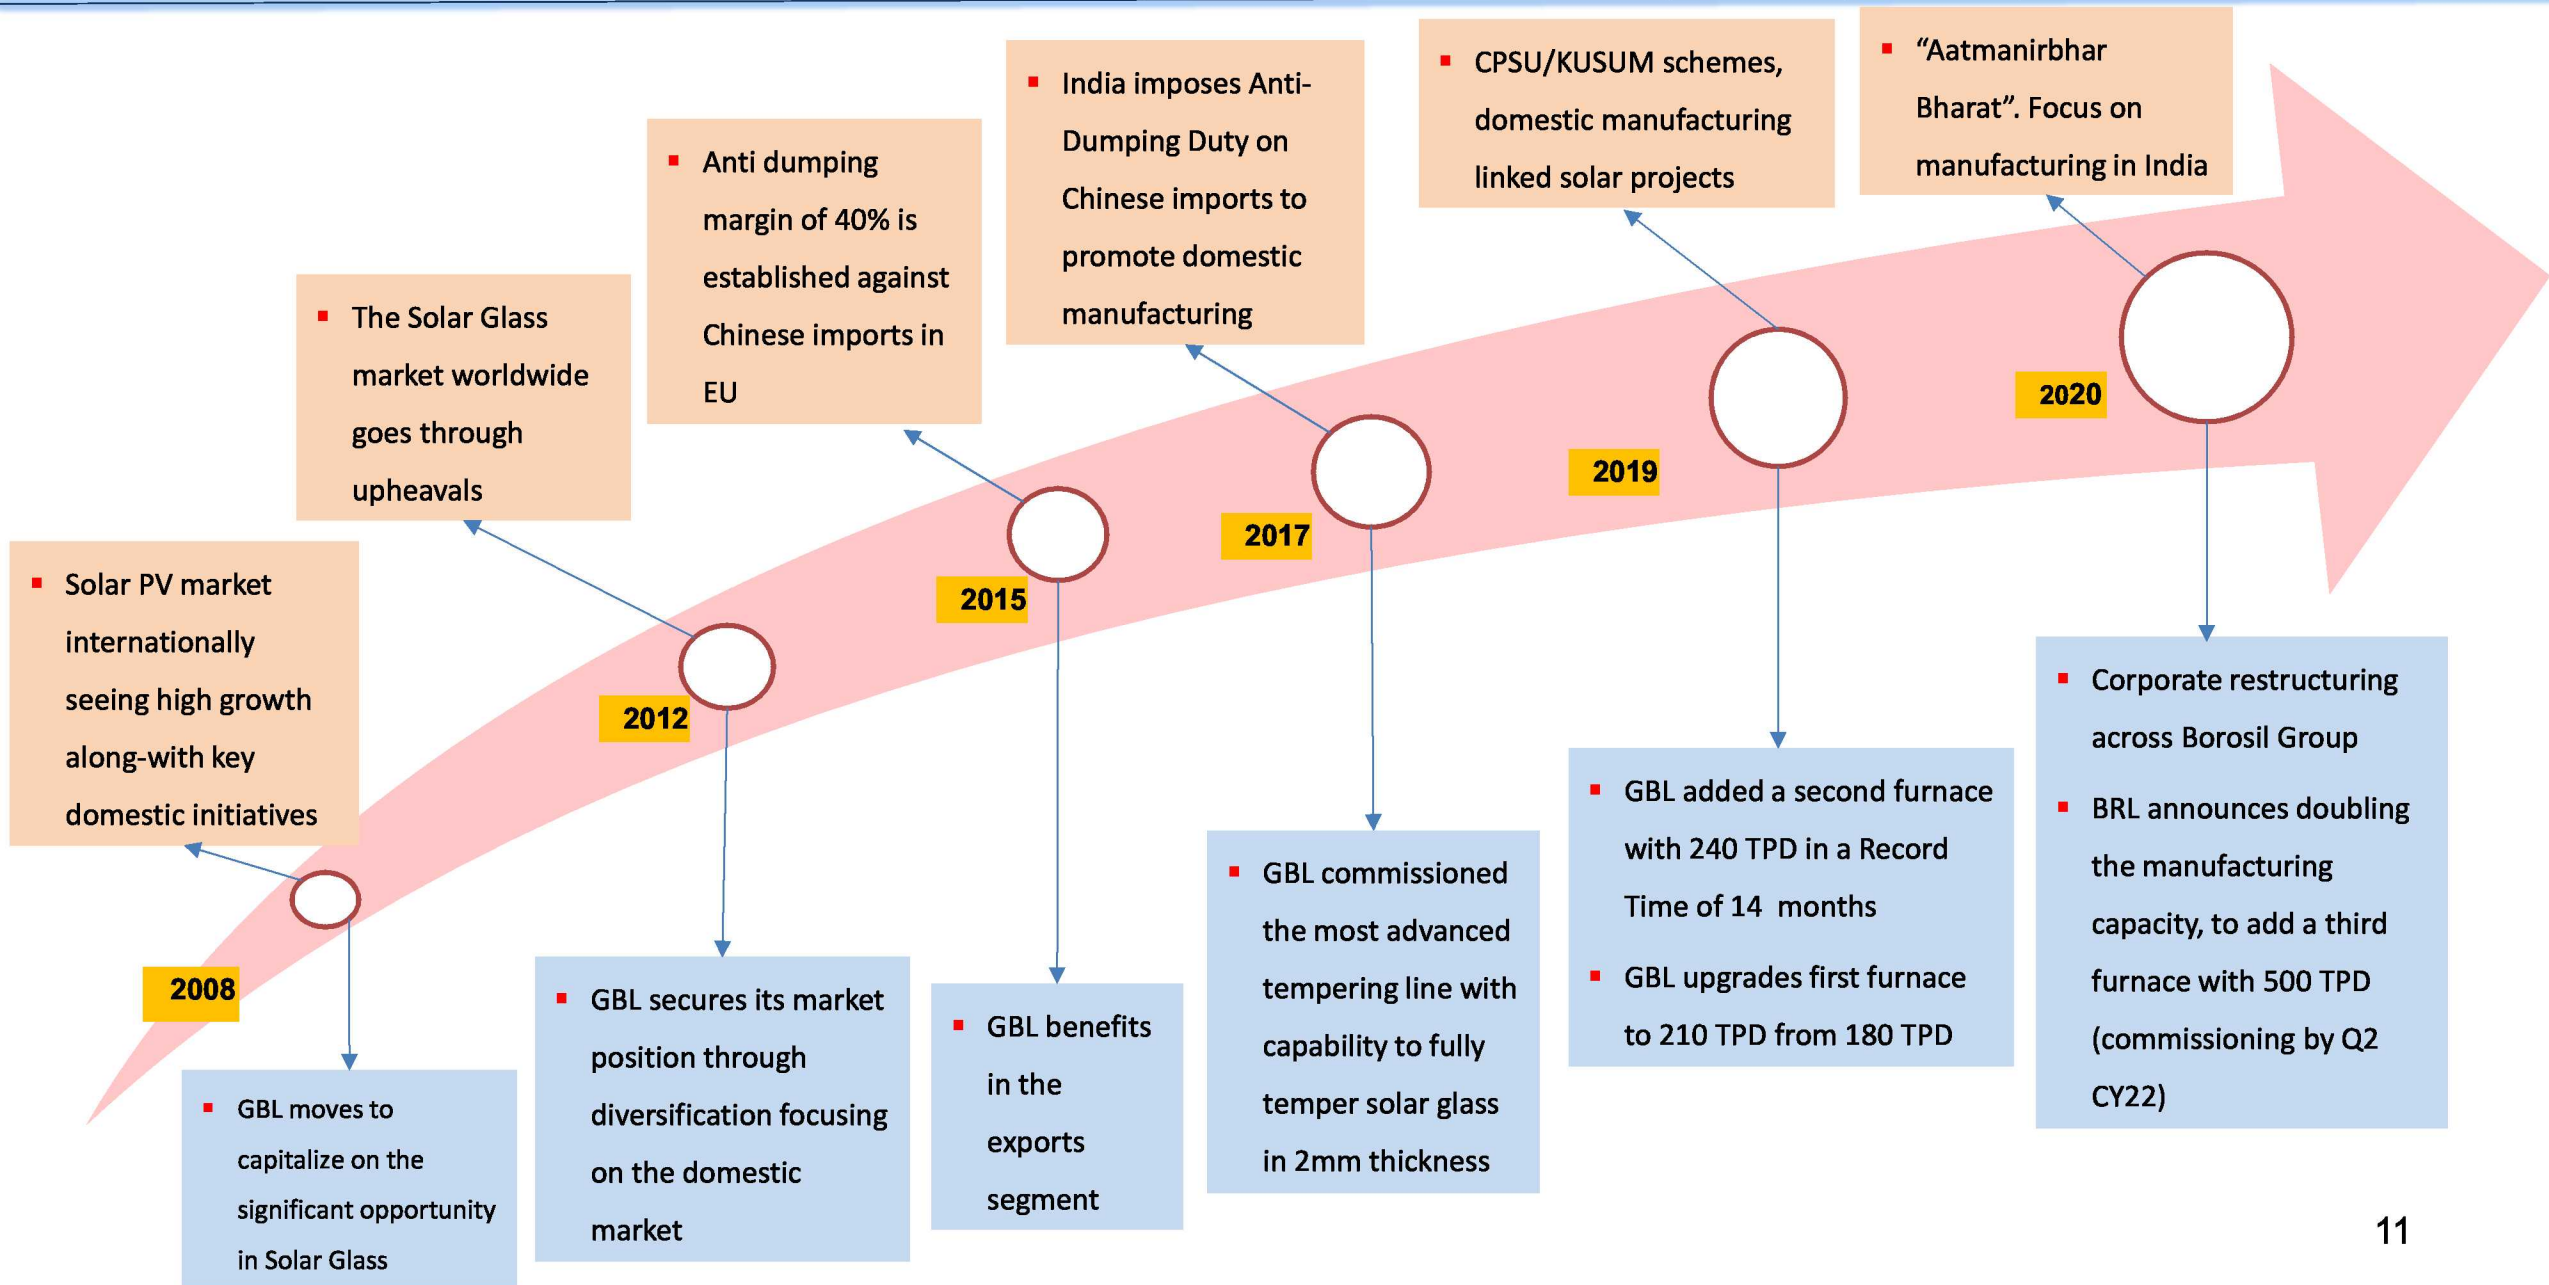 ▪ Solar PV market
internationally
seeing high growth
along-with key
domestic initiatives
2008
▪ GBL moves to
capitalize on the
significant opportunity
in Solar Glass
▪ The Solar Glass
market worldwide
goes through
upheavals
2012
▪ GBL secures its market
position through
diversification focusing
on the domestic
market
▪ Anti dumping
margin of 40% is
established against
Chinese imports in
EU
2015
▪ GBL benefits
in the
exports
segment
▪ India imposes Anti-
Dumping Duty on
Chinese imports to
promote domestic
manufacturing
2017
▪ GBL commissioned
the most advanced
tempering line with
capability to fully
temper solar glass
in 2mm thickness
▪ CPSU/KUSUM schemes,
domestic manufacturing
linked solar projects
2019
▪ GBL added a second furnace
with 240 TPD in a Record
Time of 14 months
▪ GBL upgrades first furnace
to 210 TPD from 180 TPD
▪ “Aatmanirbhar
Bharat”. Focus on
manufacturing in India
2020
▪ Corporate restructuring
across Borosil Group
▪ BRL announces doubling
the manufacturing
capacity, to add a third
furnace with 500 TPD
(commissioning by Q2
CY22)
11